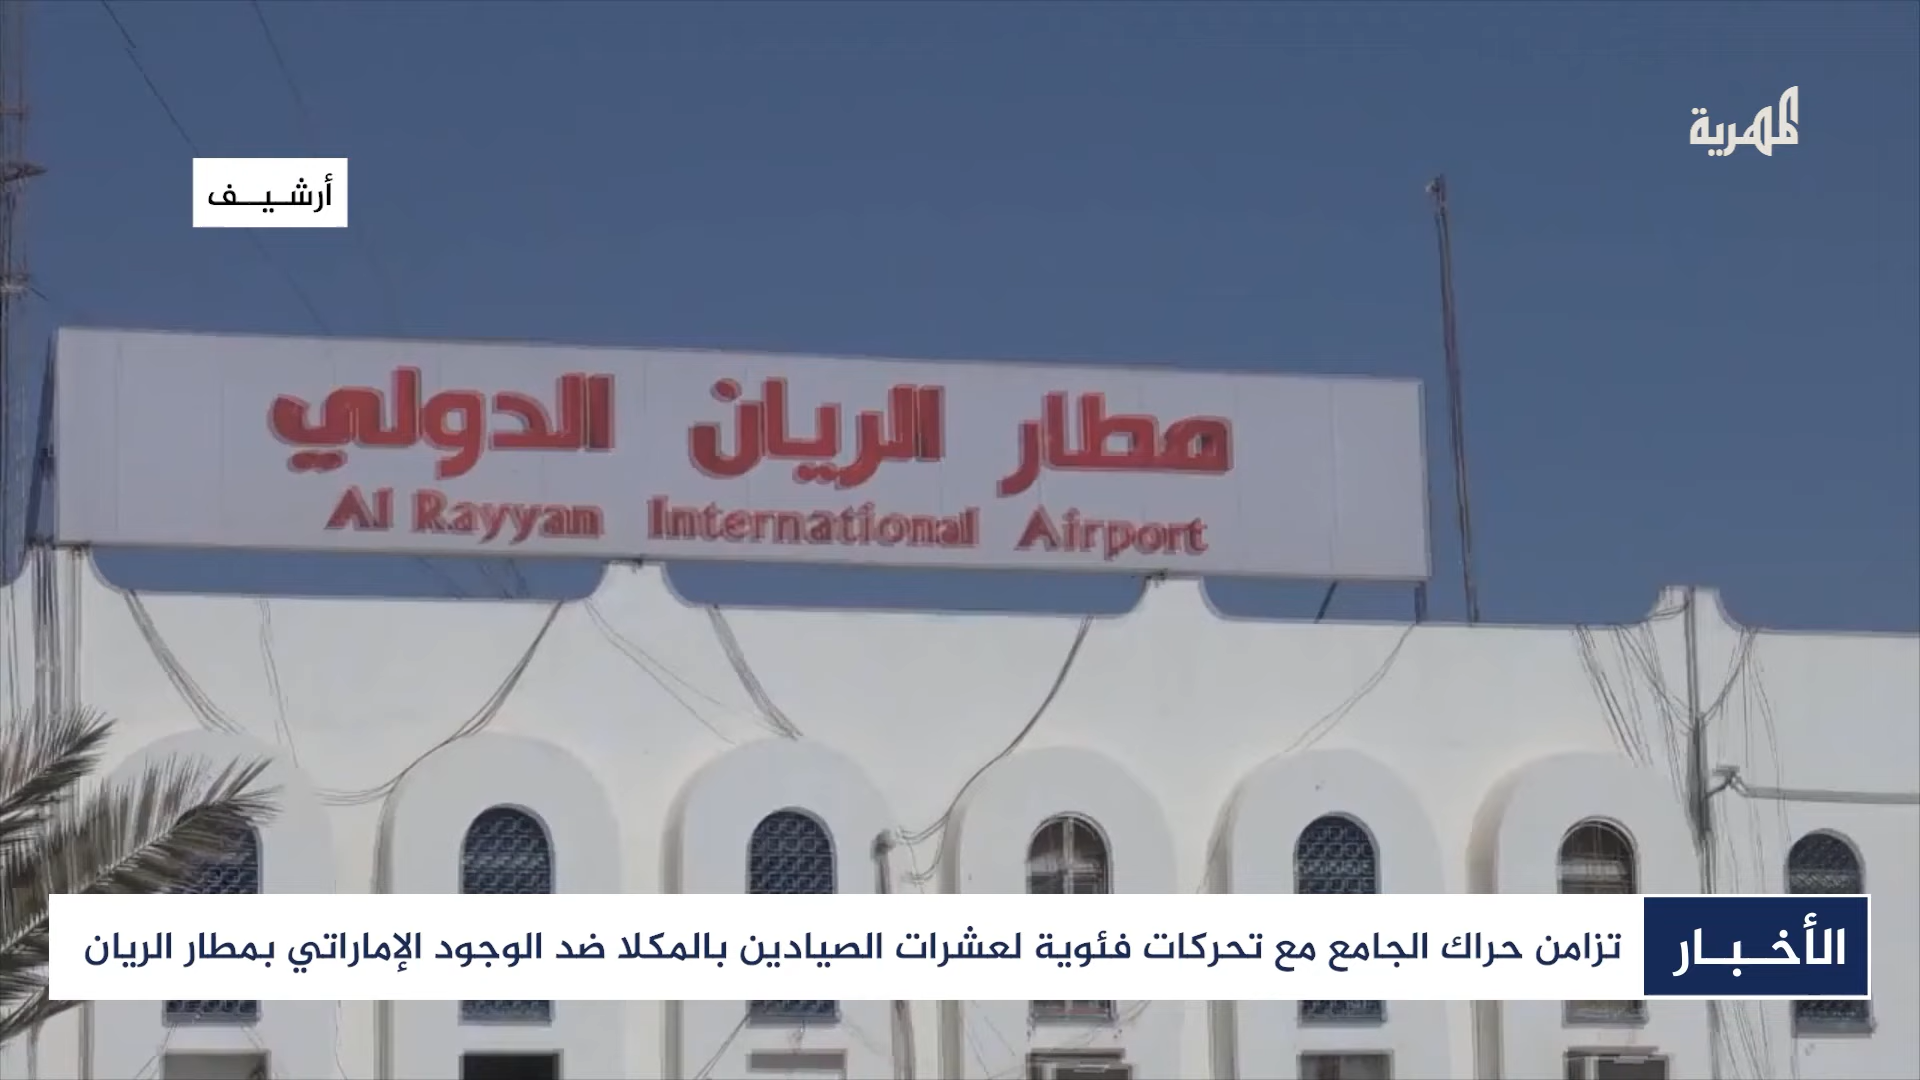 المهرية
أرشيف
مطار الريان الدولي
Al Rayyan International Airport
الأخبار
تزامن حراك الجامع مع تحركات فئوية لعشرات الصيادين بالمكلا ضد الوجود الإماراتي بمطار الريان